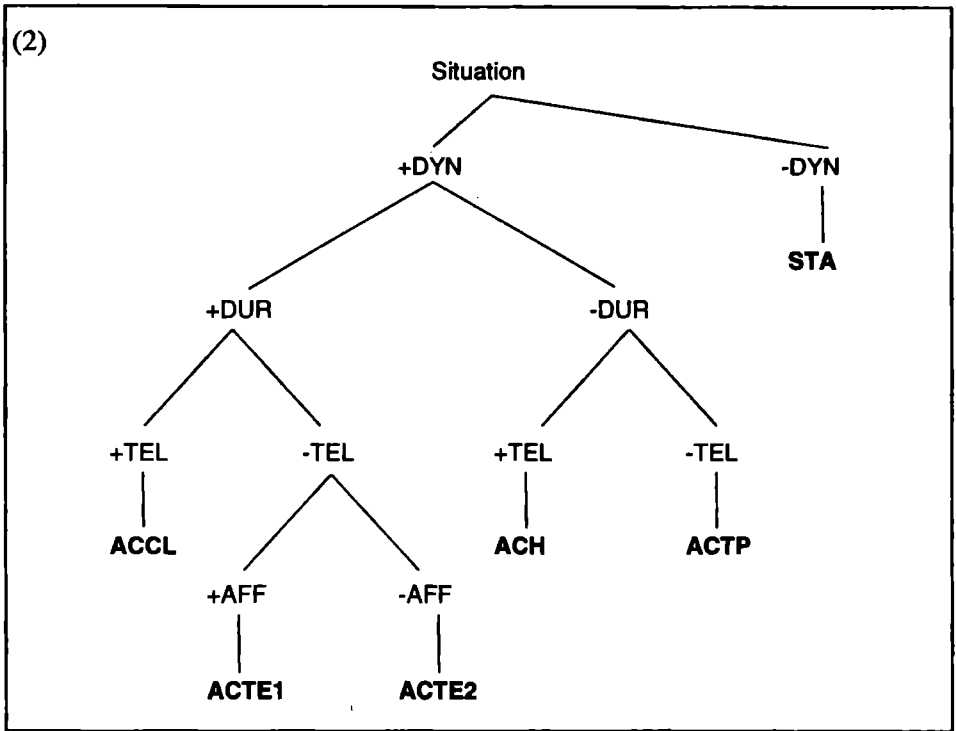 (2)
Situation
+DYN -DYN
STA
+DUR -DUR
+TEL -TEL +TEL -TEL
ACCL ACH ACTP
+AFF -AFF
ACTE1 ACTE2